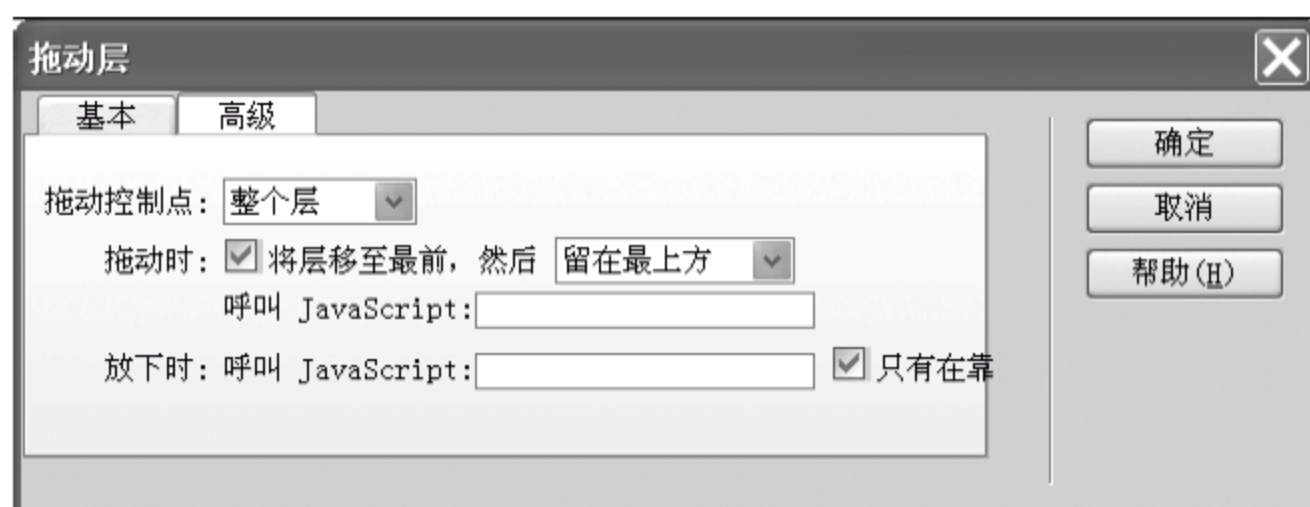 拖动层
基本 高级
确定
拖动控制点: 整个层
取消
拖动时: 将层移至最前，然后 留在最上方
帮助(H)
呼叫 JavaScript:
放下时: 呼叫 JavaScript: 只有在靠